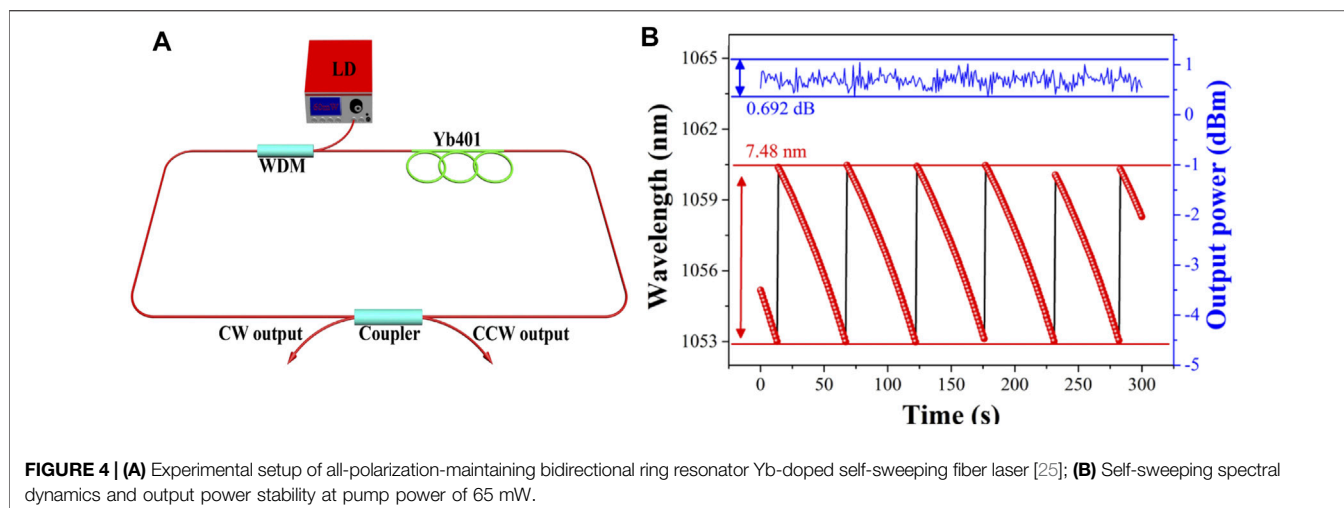 A
LD
WDM
Yb401
CW output
Coupler
CCW output
B
Wavelength (nm)
1065
1062
1059
1056
1053
0.692 dB
7.48 nm
1
0
-1
-2
-3
-4
-5
Output power (dBm)
0
50
100
150
200
250
300
Time (s)
FIGURE 4 | (A) Experimental setup of all-polarization-maintaining bidirectional ring resonator Yb-doped self-sweeping fiber laser [25]; (B) Self-sweeping spectral
dynamics and output power stability at pump power of 65 mW.